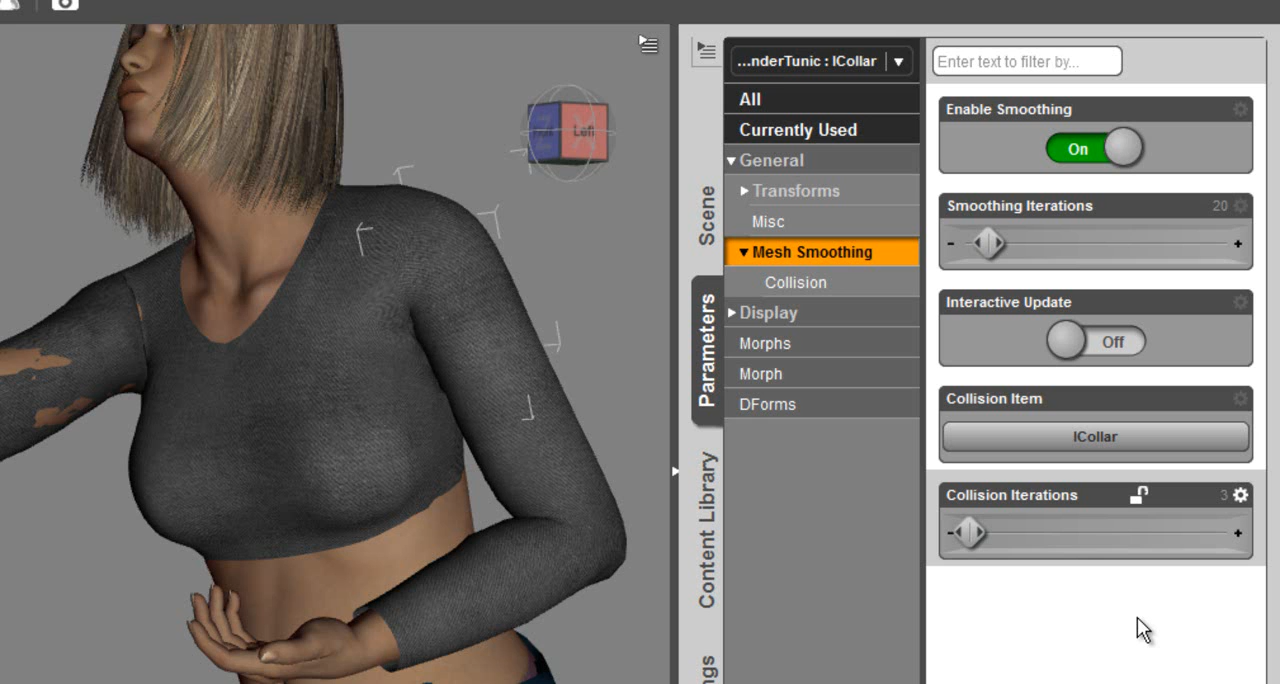 ...nderTunic : lCollar
Enter text to filter by...
All
Currently Used
General
Transforms
Misc
Mesh Smoothing
Collision
Display
Morphs
Morph
DForms
Scene
Parameters
Content Library
ngs
Enable Smoothing
On
Smoothing Iterations 20
- +
Interactive Update
Off
Collision Item
lCollar
Collision Iterations 3
- +
Left